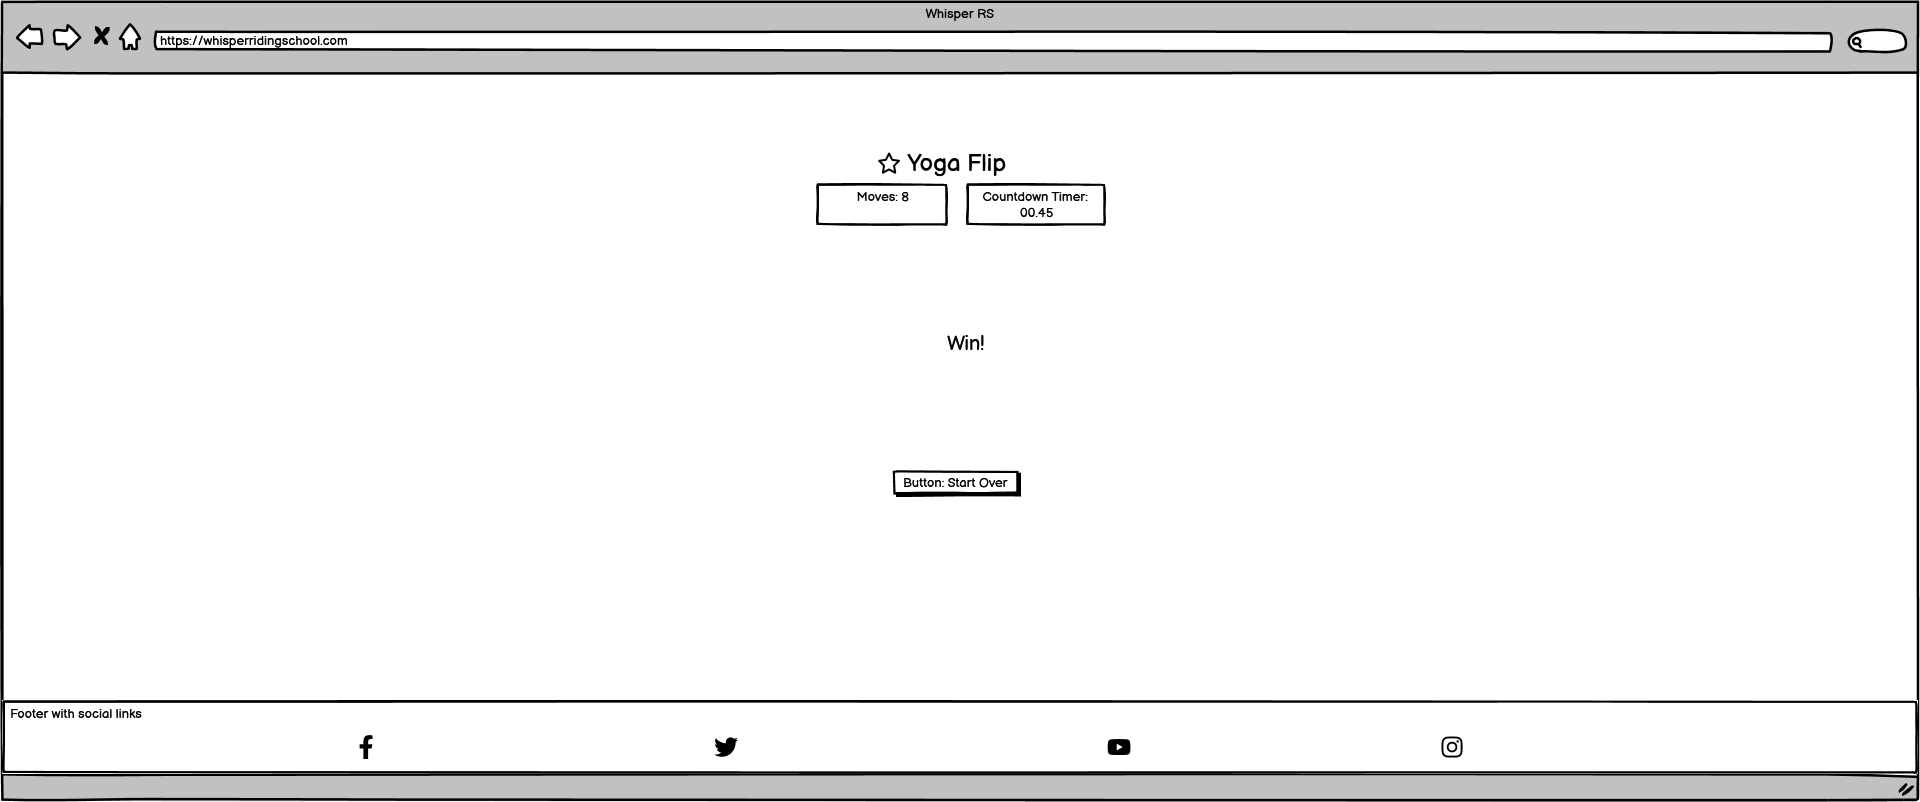 Whisper RS
https://whisperridingschool.com
Yoga Flip
Moves: 8
Countdown Timer:
00.45
Win!
Button: Start Over
Footer with social links